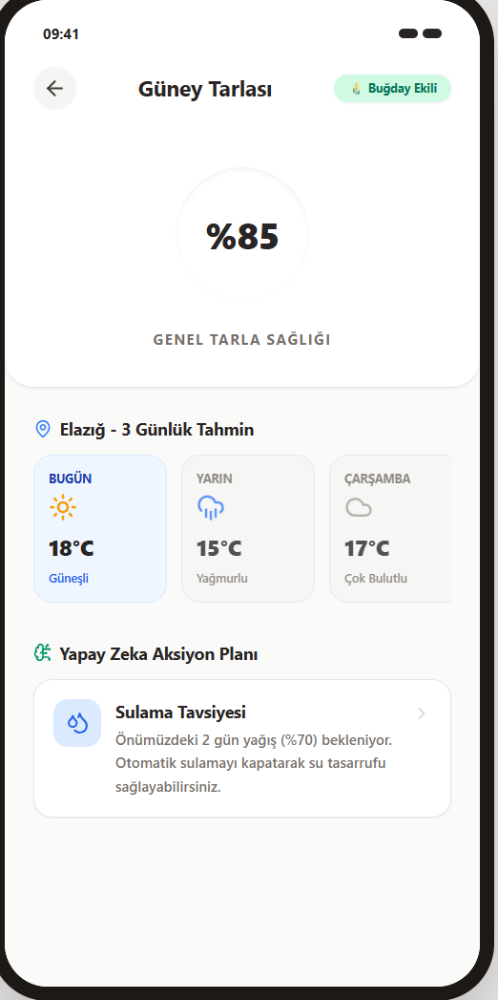 09:41
Güney Tarlası
Buğday Ekili
%85
GENEL TARLA SAĞLIĞI
Elazığ - 3 Günlük Tahmin
BUGÜN
18°C
Güneşli
YARIN
15°C
Yağmurlu
ÇARŞAMBA
17°C
Çok Bulutlu
Yapay Zeka Aksiyon Planı
Sulama Tavsiyesi
Önümüzdeki 2 gün yağış (%70) bekleniyor.
Otomatik sulamayı kapatarak su tasarrufu
sağlayabilirsiniz.